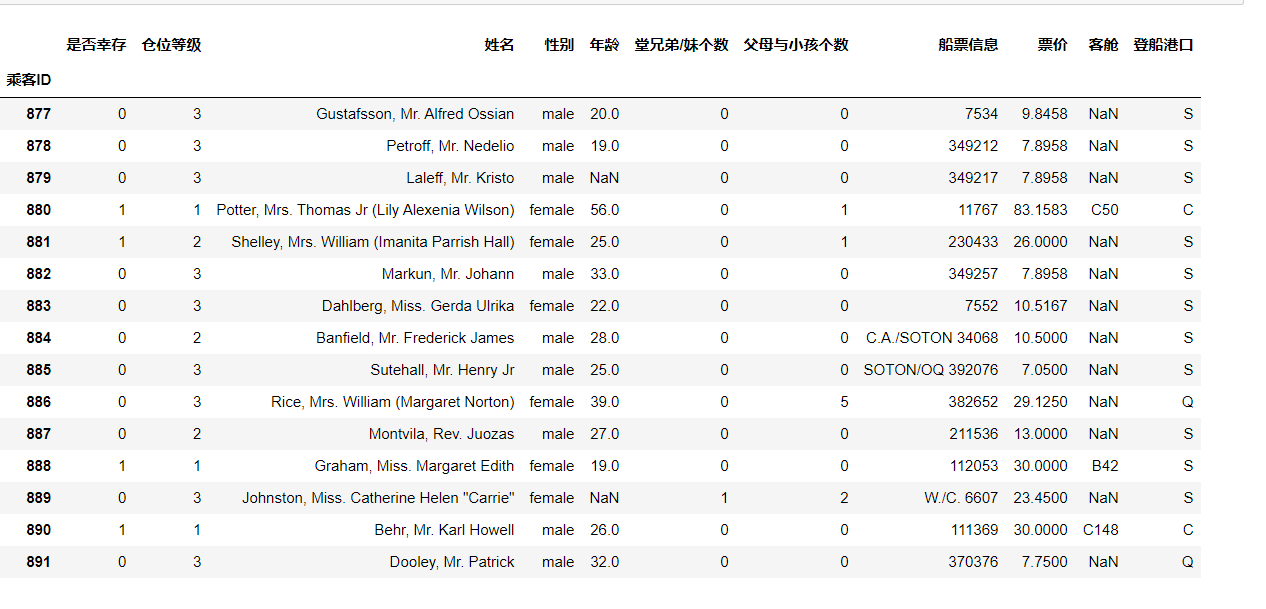 是否幸存 仓位等级 姓名 性别 年龄 堂兄弟/妹个数 父母与小孩个数 船票信息 票价 客舱 登船港口
乘客ID
877 0 3 Gustafsson, Mr. Alfred Ossian male 20.0 0 0 7534 9.8458 NaN S
878 0 3 Petroff, Mr. Nedelio male 19.0 0 0 349212 7.8958 NaN S
879 0 3 Laleff, Mr. Kristo male NaN 0 0 349217 7.8958 NaN S
880 1 1 Potter, Mrs. Thomas Jr (Lily Alexenia Wilson) female 56.0 0 1 11767 83.1583 C50 C
881 1 2 Shelley, Mrs. William (Imanita Parrish Hall) female 25.0 0 1 230433 26.0000 NaN S
882 0 3 Markun, Mr. Johann male 33.0 0 0 349257 7.8958 NaN S
883 0 3 Dahlberg, Miss. Gerda Ulrika female 22.0 0 0 7552 10.5167 NaN S
884 0 2 Banfield, Mr. Frederick James male 28.0 0 0 C.A./SOTON 34068 10.5000 NaN S
885 0 3 Sutehall, Mr. Henry Jr male 25.0 0 0 SOTON/OQ 392076 7.0500 NaN S
886 0 3 Rice, Mrs. William (Margaret Norton) female 39.0 0 5 382652 29.1250 NaN Q
887 0 2 Montvila, Rev. Juozas male 27.0 0 0 211536 13.0000 NaN S
888 1 1 Graham, Miss. Margaret Edith female 19.0 0 0 112053 30.0000 B42 S
889 0 3 Johnston, Miss. Catherine Helen "Carrie" female NaN 1 2 W./C. 6607 23.4500 NaN S
890 1 1 Behr, Mr. Karl Howell male 26.0 0 0 111369 30.0000 C148 C
891 0 3 Dooley, Mr. Patrick male 32.0 0 0 370376 7.7500 NaN Q